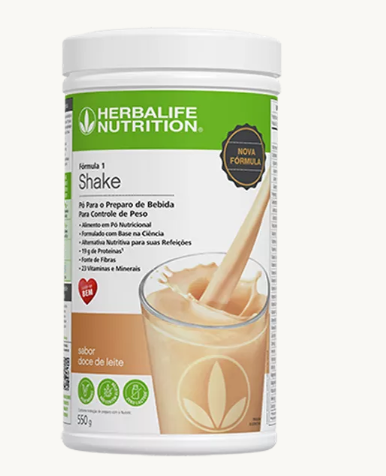 HERBALIFE
NUTRITION®
NOVA
FÓRMULA
Fórmula 1
Shake
Pó Para o Preparo de Bebida
Para Controle de Peso
• Alimento em Pó Nutricional
• Formulado com Base na Ciência
• Alternativa Nutritiva para suas Refeições
• 19 g de Proteínas¹
• Fonte de Fibras
• 23 Vitaminas e Minerais
BEM
sabor
doce de leite
550 g